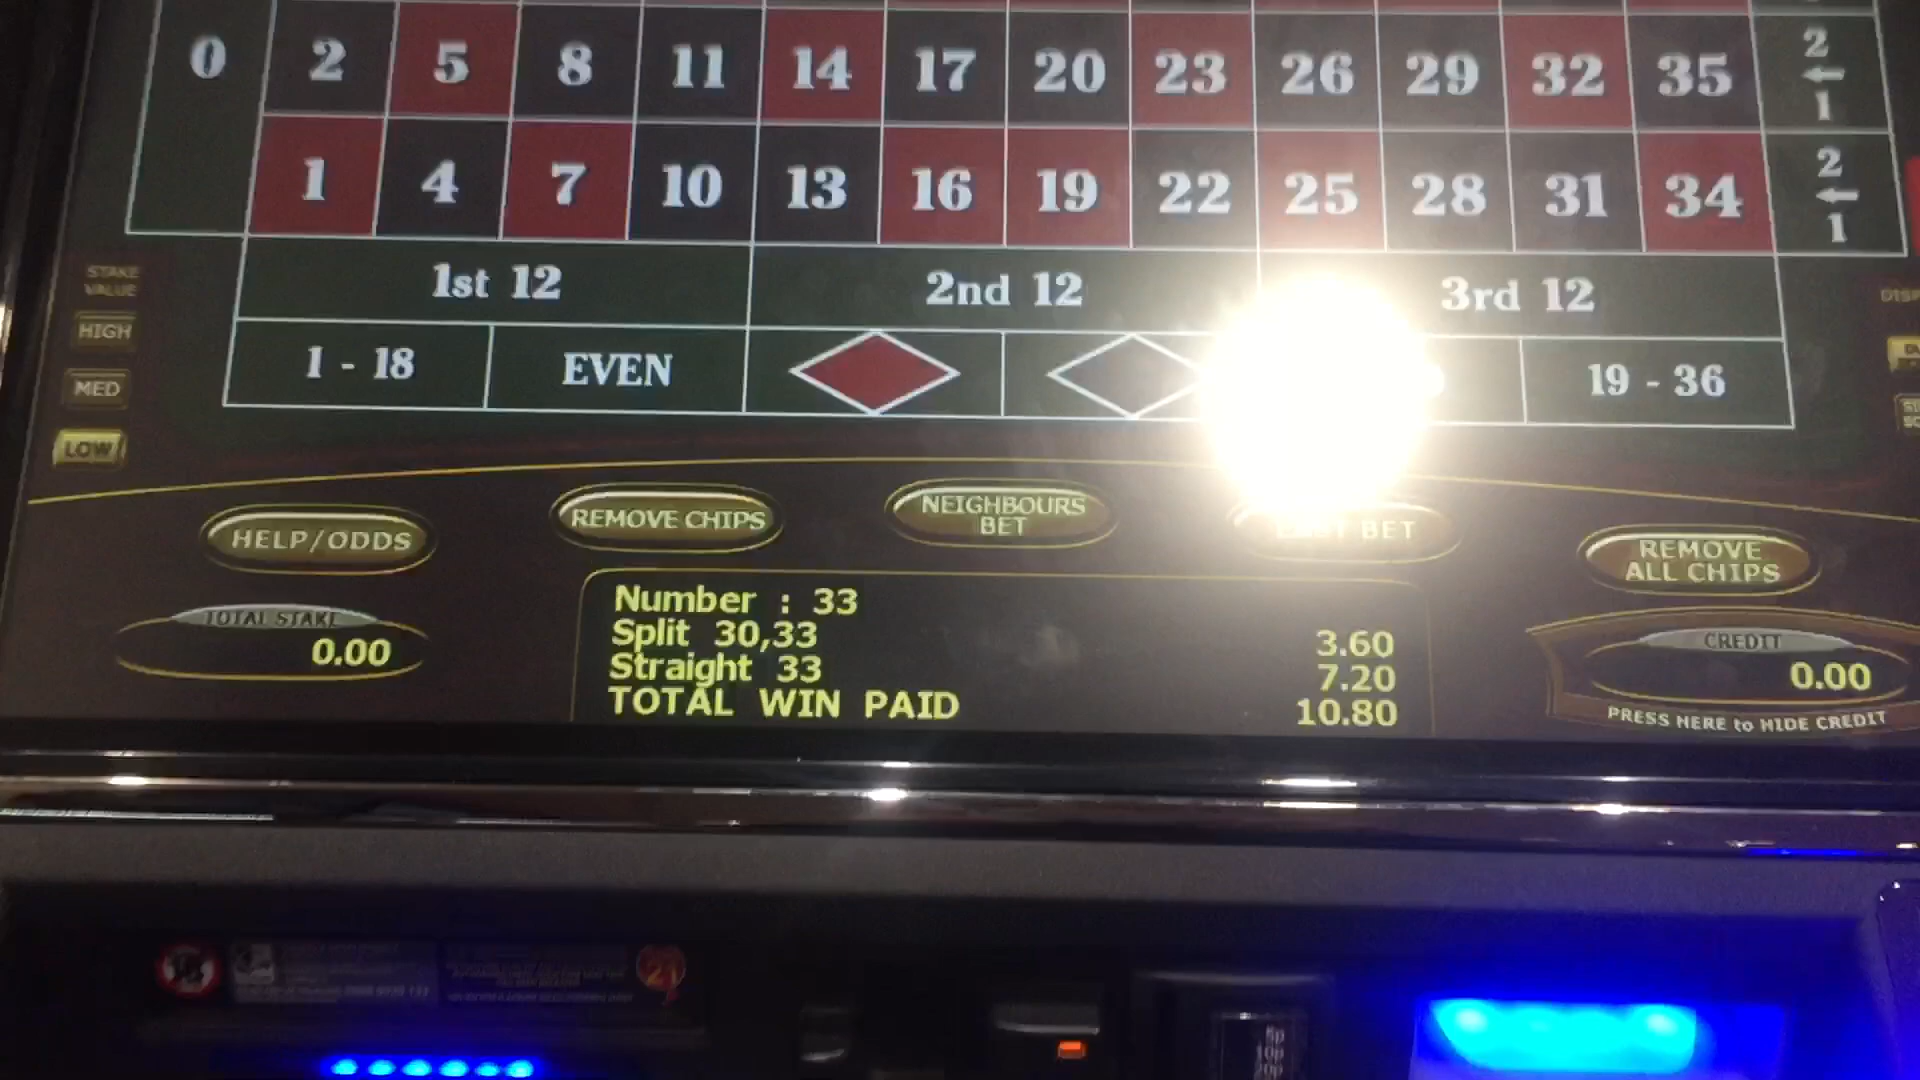 0 2 5 8 11 14 17 20 23 26 29 32 35 2
1
1 4 7 10 13 16 19 22 25 28 31 34 2
1
1st 12 2nd 12 3rd 12
1 - 18 EVEN 19 - 36
STAKE
VALUE
HIGH
MED
LOW
HELP/ODDS
REMOVE CHIPS
NEIGHBOURS
BET
BET
REMOVE
ALL CHIPS
TOTAL STAKE
0.00
Number : 33
Split 30,33 3.60
Straight 33 7.20
TOTAL WIN PAID 10.80
CREDIT
0.00
PRESS HERE to HIDE CREDIT
21
5p
10p
20p